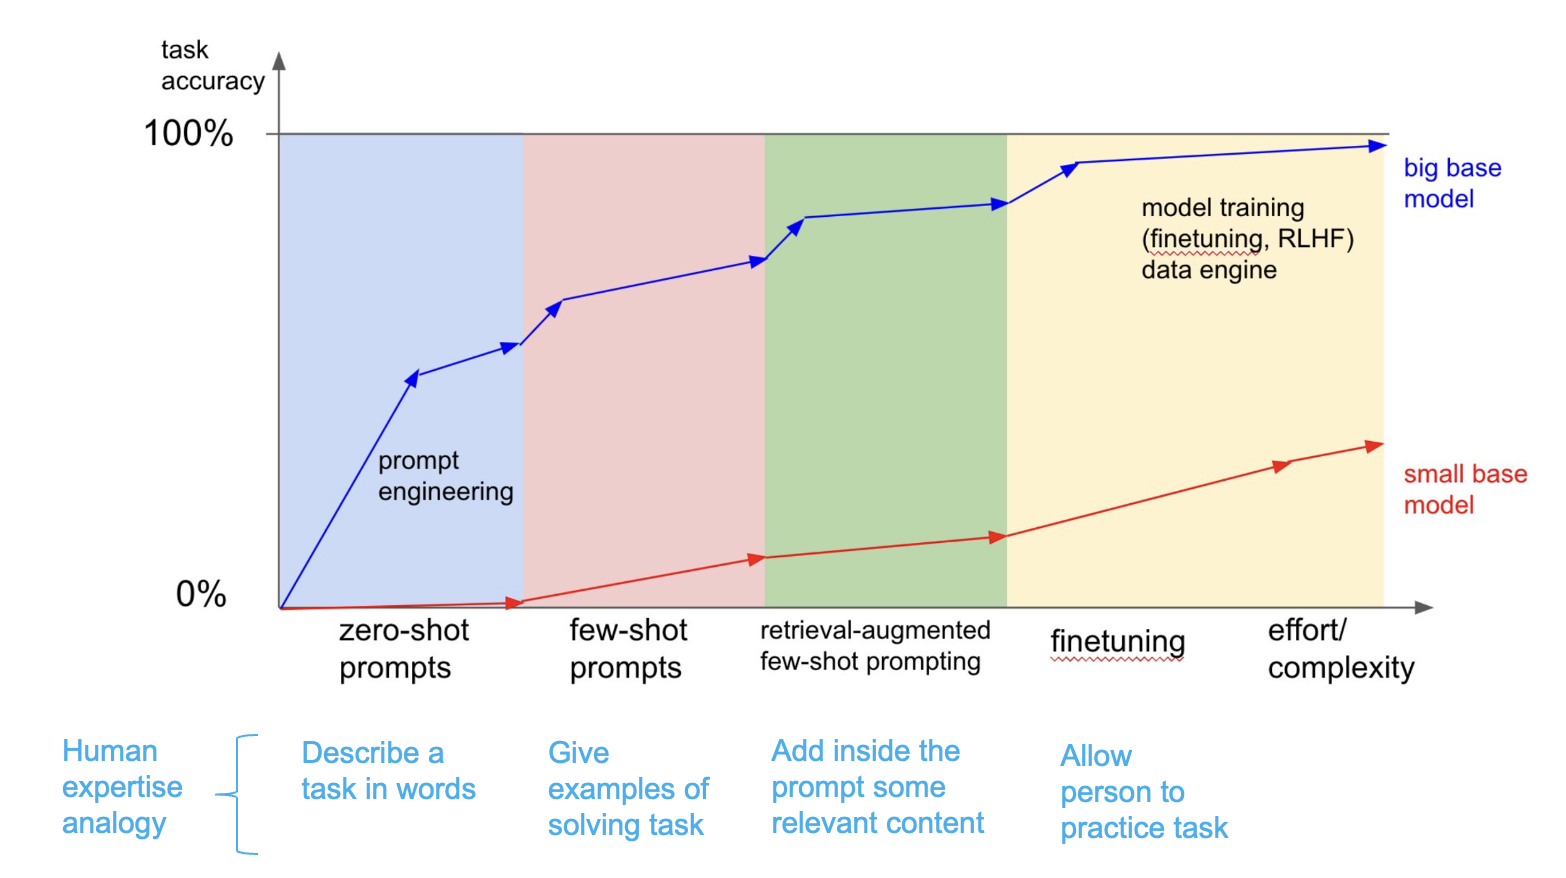 task
accuracy
100%
big base
model
model training
(finetuning, RLHF)
data engine
prompt
engineering
small base
model
0%
zero-shot
prompts
few-shot
prompts
retrieval-augmented
few-shot prompting
finetuning
effort/
complexity
Human
expertise
analogy
Describe a
task in words
Give
examples of
solving task
Add inside the
prompt some
relevant content
Allow
person to
practice task